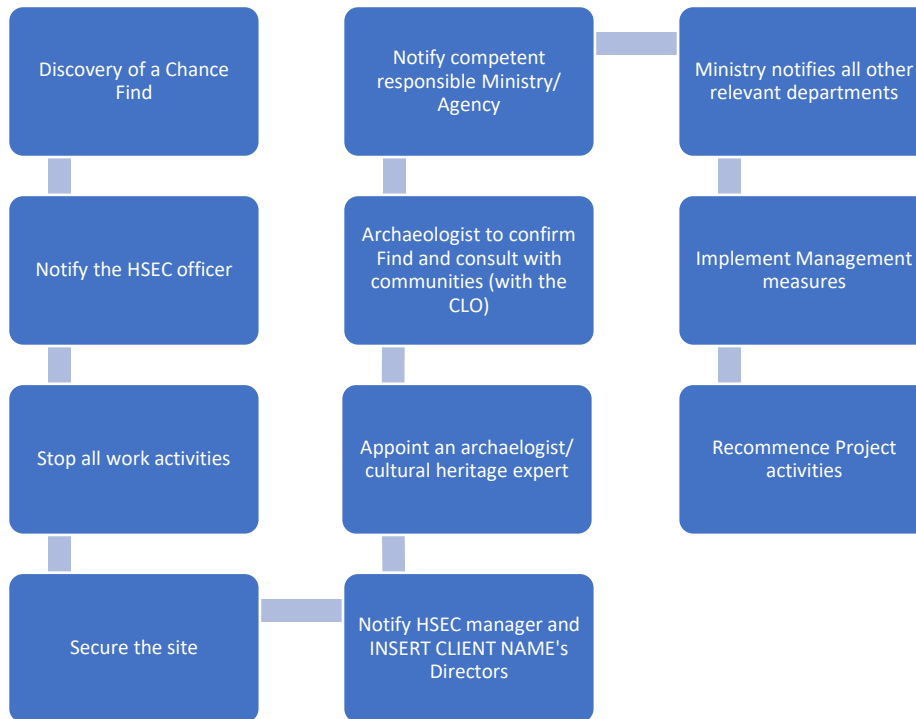 Discovery of a Chance
Find
Notify the HSEC officer
Stop all work activities
Secure the site
Notify HSEC manager and
INSERT CLIENT NAME's
Directors
Appoint an archaelogist/
cultural heritage expert
Archaeologist to confirm
Find and consult with
communities (with the
CLO)
Notify competent
responsible Ministry/
Agency
Ministry notifies all other
relevant departments
Implement Management
measures
Recommence Project
activities